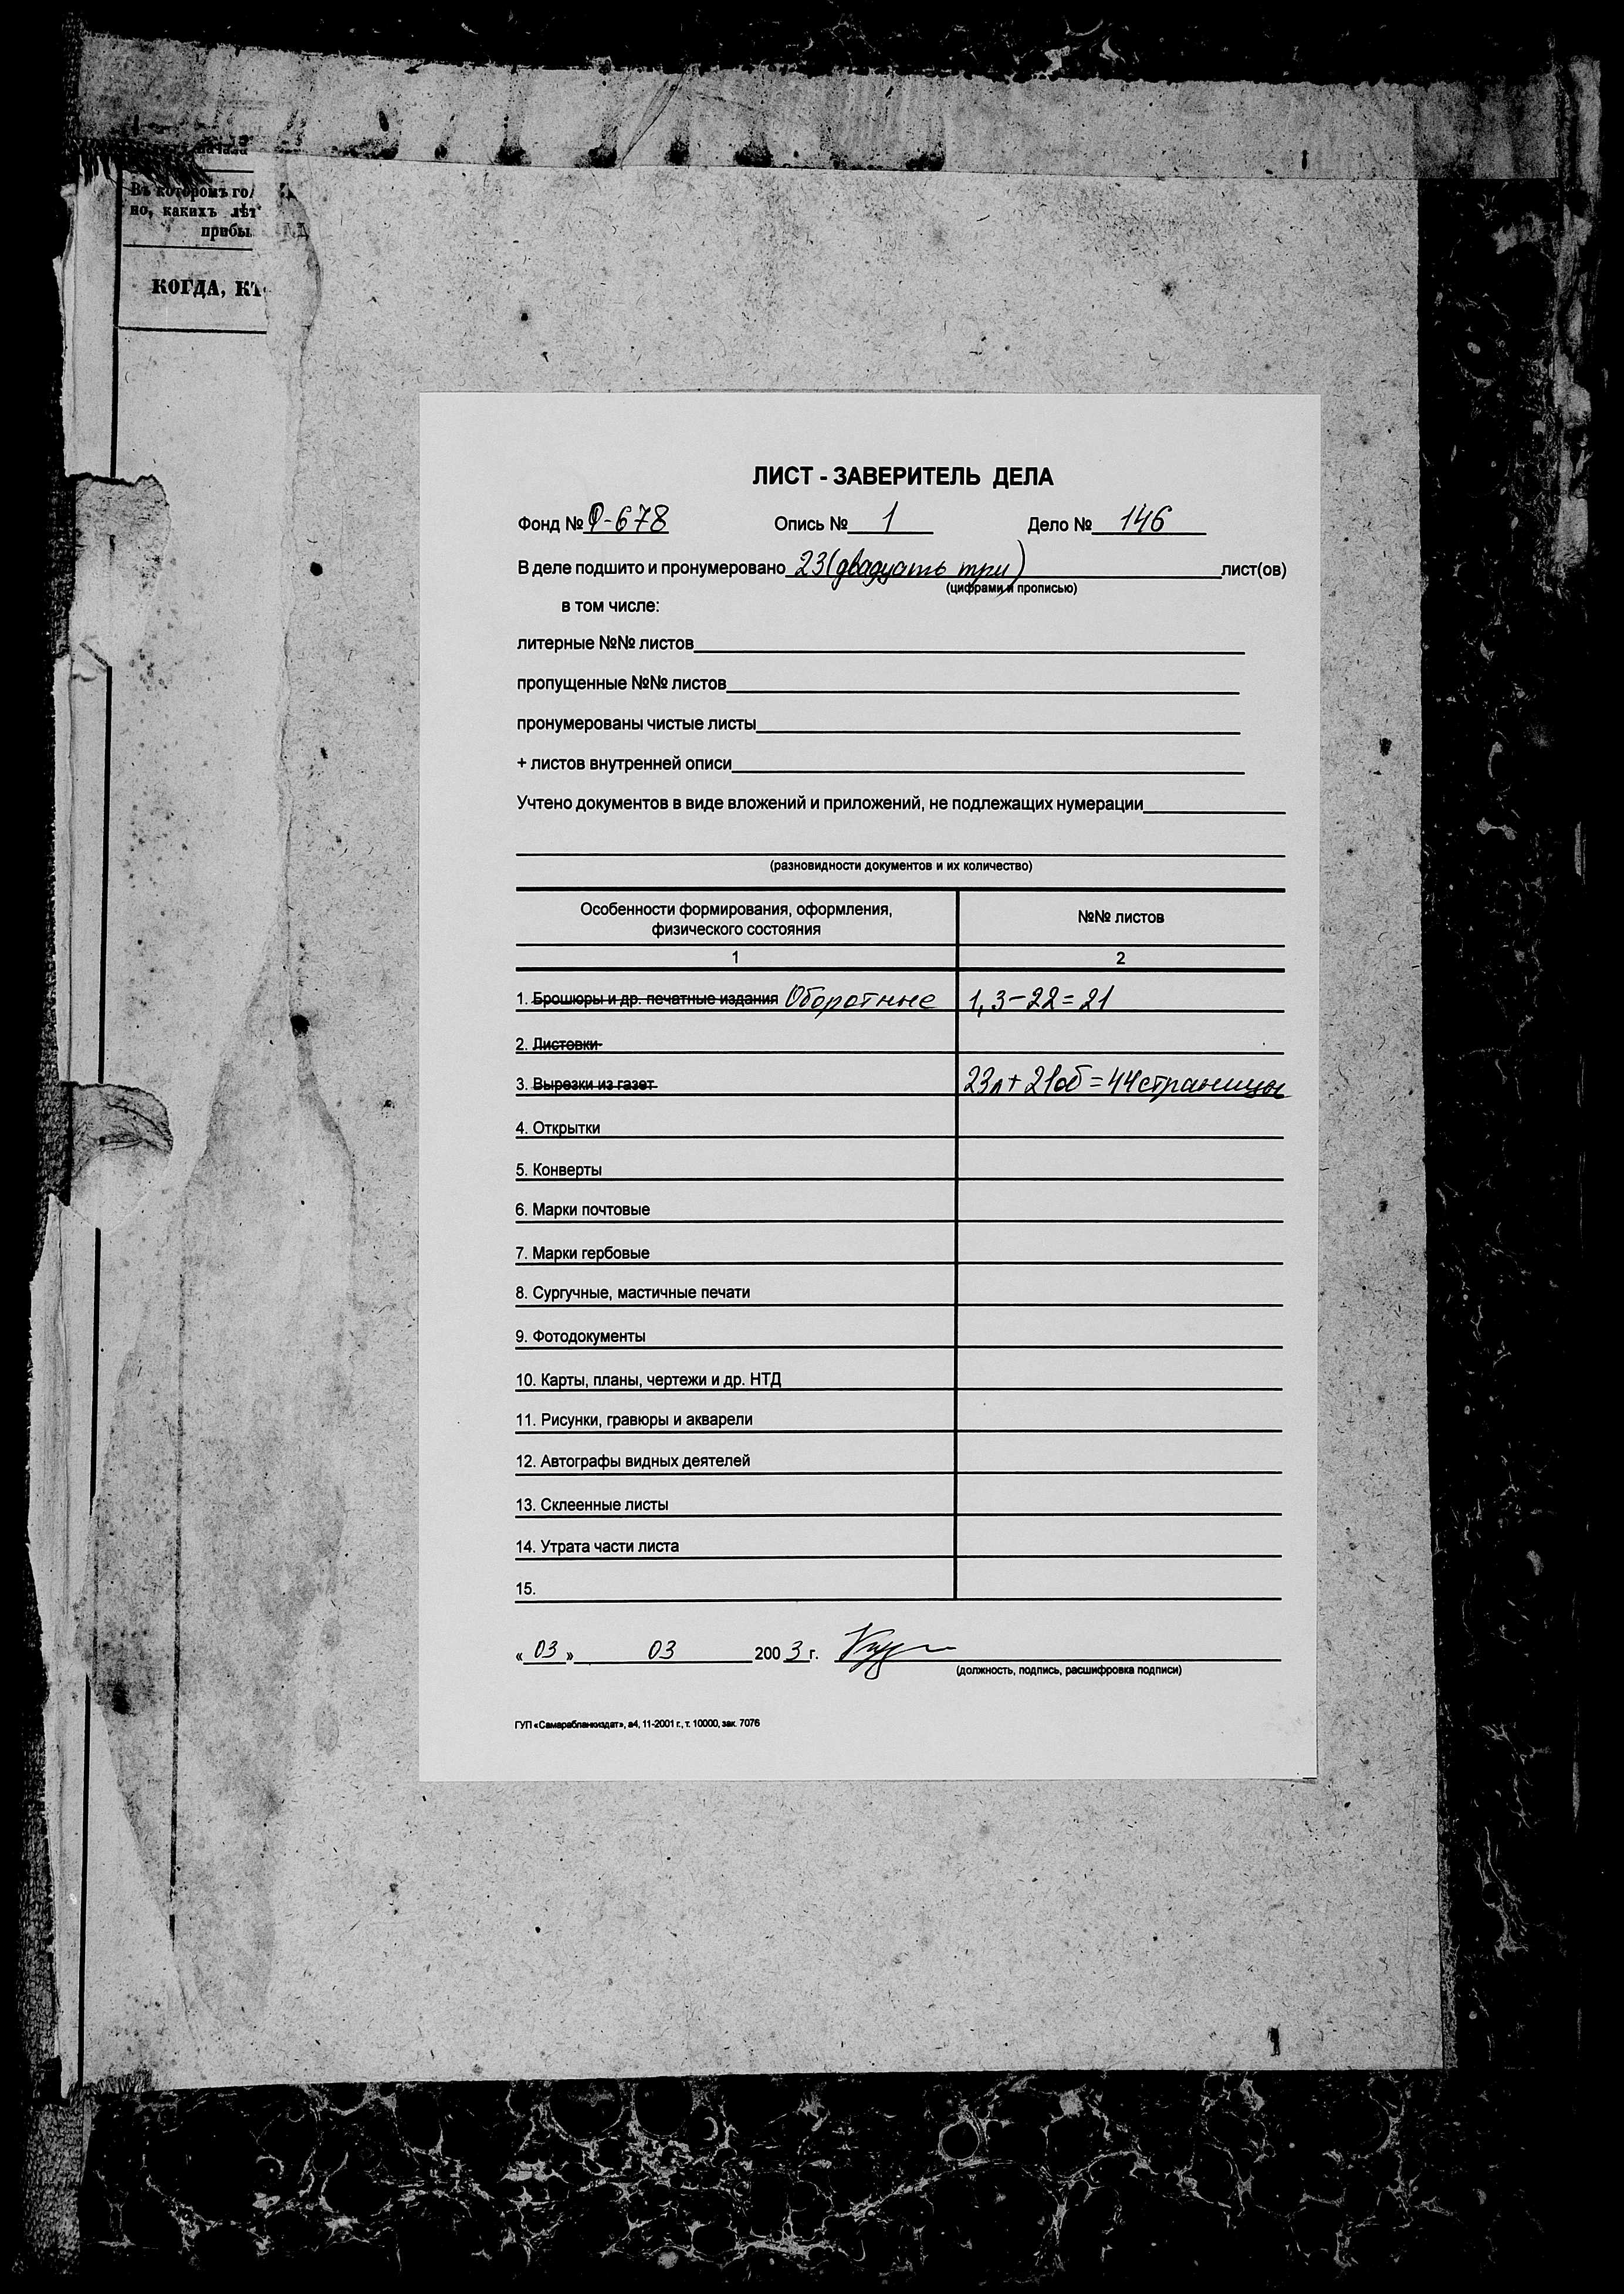 Въ которомъ го
но, какихъ лѣт
прибы
КОГДА, КТ
ЛИСТ - ЗАВЕРИТЕЛЬ ДЕЛА
Фонд № Ф-678 Опись № 1 Дело № 146
В деле подшито и пронумеровано 23 (двадцать три) лист(ов)
(цифрами и прописью)
в том числе:
литерные №№ листов
пропущенные №№ листов
пронумерованы чистые листы
+ листов внутренней описи
Учтено документов в виде вложений и приложений, не подлежащих нумерации
(разновидности документов и их количество)
Особенности формирования, оформления,
физического состояния
№№ листов
1 2
1. Брошюры и др. печатные издания Оборотные 1, 3-22=21
2. Листовки
3. Вырезки из газет 23л+21об=44страницы
4. Открытки
5. Конверты
6. Марки почтовые
7. Марки гербовые
8. Сургучные, мастичные печати
9. Фотодокументы
10. Карты, планы, чертежи и др. НТД
11. Рисунки, гравюры и акварели
12. Автографы видных деятелей
13. Склеенные листы
14. Утрата части листа
15.
«03» 03 2003 г.
(должность, подпись, расшифровка подписи)
ГУП «Самарабланкиздат», а4, 11-2001 г., т. 10000, зак. 7076